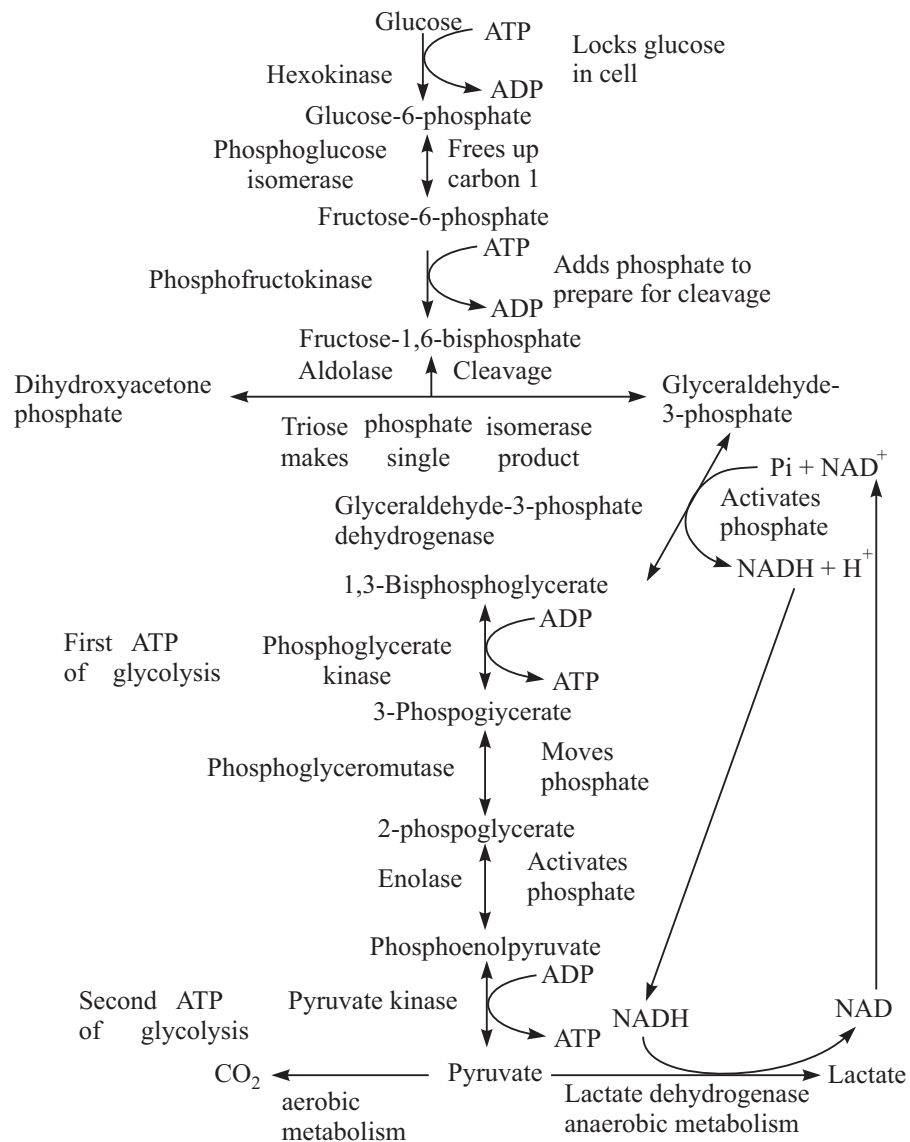 Glucose
ATP
Locks glucose
in cell
Hexokinase
ADP
Glucose-6-phosphate
Phosphoglucose
isomerase
Frees up
carbon 1
Fructose-6-phosphate
ATP
Phosphofructokinase
Adds phosphate to
prepare for cleavage
ADP
Fructose-1,6-bisphosphate
Aldolase
Cleavage
Dihydroxyacetone
phosphate
Glyceraldehyde-
3-phosphate
Triose phosphate isomerase
makes single product
Pi + NAD+
Glyceraldehyde-3-phosphate
dehydrogenase
Activates
phosphate
NADH + H+
1,3-Bisphosphoglycerate
ADP
First ATP
of glycolysis
Phosphoglycerate
kinase
ATP
3-Phospogiycerate
Phosphoglyceromutase
Moves
phosphate
2-phospoglycerate
Enolase
Activates
phosphate
Phosphoenolpyruvate
ADP
Second ATP
of glycolysis
Pyruvate kinase
ATP
NADH
NAD
CO2
Pyruvate
Lactate
aerobic
metabolism
Lactate dehydrogenase
anaerobic metabolism